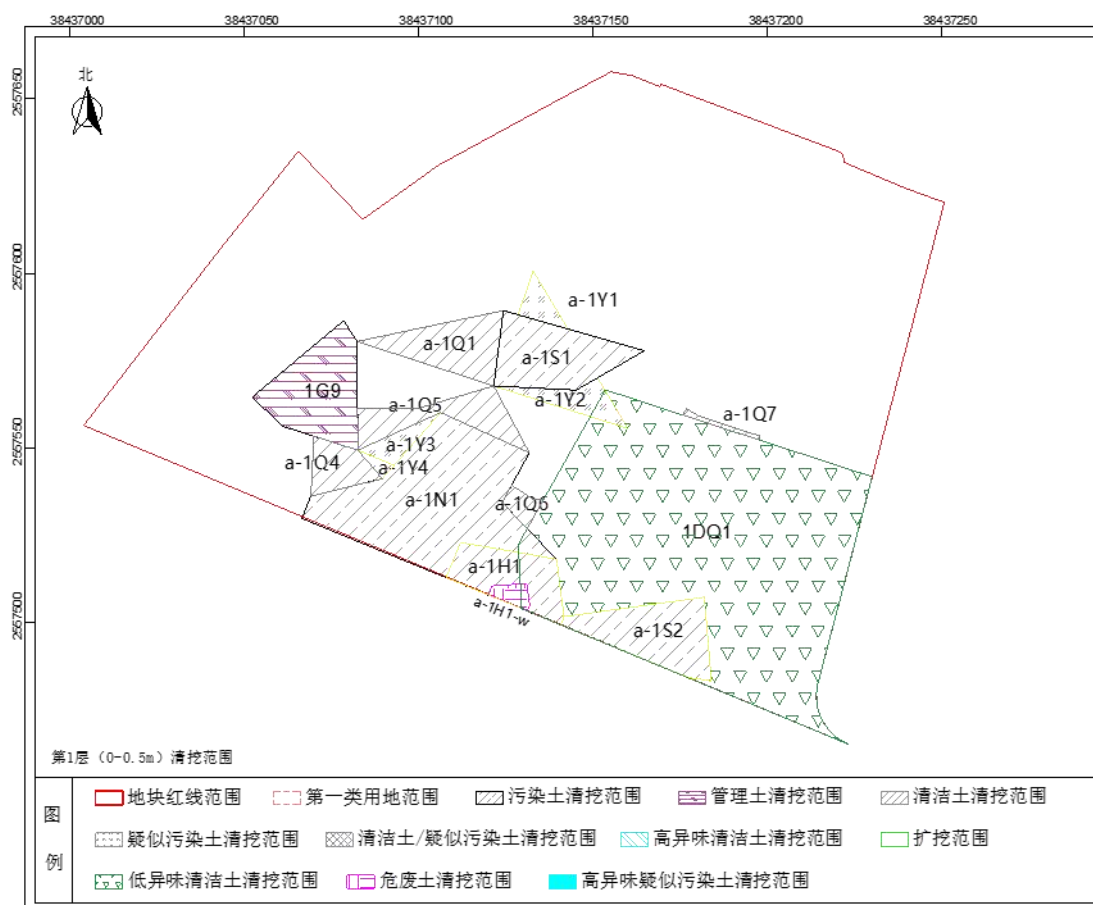 38437000 38437050 38437100 38437150 38437200 38437250
2557650
北
2557600
a-1Y1
a-1Q1
a-1S1
1G9
a-1Y2
a-1Q5
a-1Q7
2557550
a-1Y3
a-1Q4
a-1Y4
a-1N1
a-1Q6
1DQ1
a-1H1
2557500
a-1H1-w
a-1S2
第1层（0-0.5m）清挖范围
图例
地块红线范围 第一类用地范围 污染土清挖范围 管理土清挖范围 清洁土清挖范围
疑似污染土清挖范围 清洁土/疑似污染土清挖范围 高异味清洁土清挖范围 扩挖范围
低异味清洁土清挖范围 危废土清挖范围 高异味疑似污染土清挖范围